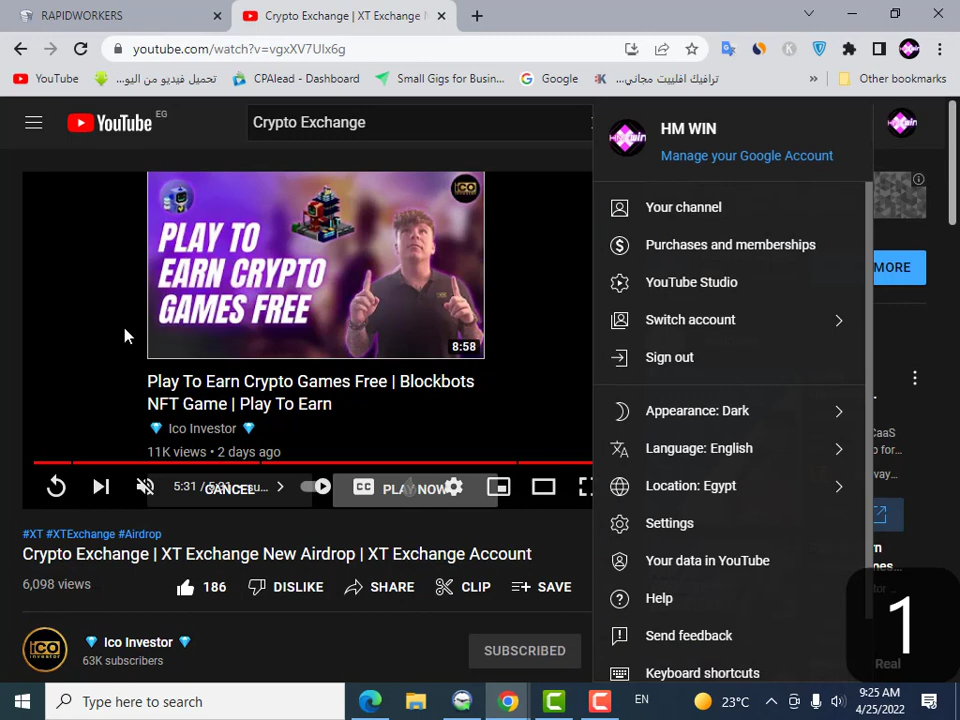 RAPIDWORKERS
Crypto Exchange | XT Exchange N
youtube.com/watch?v=vgxXV7UIx6g
YouTube
تحميل فيديو من اليو...
CPAlead - Dashboard
Small Gigs for Busin...
Google
ترافيك افلييت مجاني...
»
Other bookmarks
YouTube EG
Crypto Exchange
HM WIN
Manage your Google Account
Your channel
Purchases and memberships
YouTube Studio
Switch account
Sign out
Appearance: Dark
Language: English
Location: Egypt
Settings
Your data in YouTube
Help
Send feedback
Keyboard shortcuts
MORE
PLAY TO
EARN CRYPTO
GAMES FREE
8:58
Play To Earn Crypto Games Free | Blockbots
NFT Game | Play To Earn
Ico Investor
11K views • 2 days ago
CANCEL
PLAY NOW
CC
#XT #XTExchange #Airdrop
Crypto Exchange | XT Exchange New Airdrop | XT Exchange Account
6,098 views
186
DISLIKE
SHARE
CLIP
SAVE
ICO
Ico Investor
63K subscribers
SUBSCRIBED
CaaS
1
Real
Type here to search
EN
23°C
9:25 AM
4/25/2022